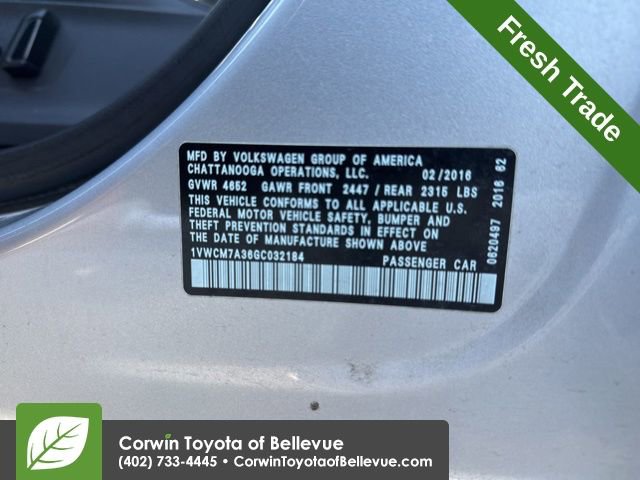 Fresh Trade
MFD BY VOLKSWAGEN GROUP OF AMERICA
CHATTANOOGA OPERATIONS, LLC. 02/2016
GVWR 4652 GAWR FRONT 2447 / REAR 2315 LBS
THIS VEHICLE CONFORMS TO ALL APPLICABLE U.S.
FEDERAL MOTOR VEHICLE SAFETY, BUMPER AND
THEFT PREVENTION STANDARDS IN EFFECT ON
THE DATE OF MANUFACTURE SHOWN ABOVE.
1VWCM7A36GC032184 PASSENGER CAR
0620497 2016 62
Corwin Toyota of Bellevue
(402) 733-4445 • CorwinToyotaofBellevue.com